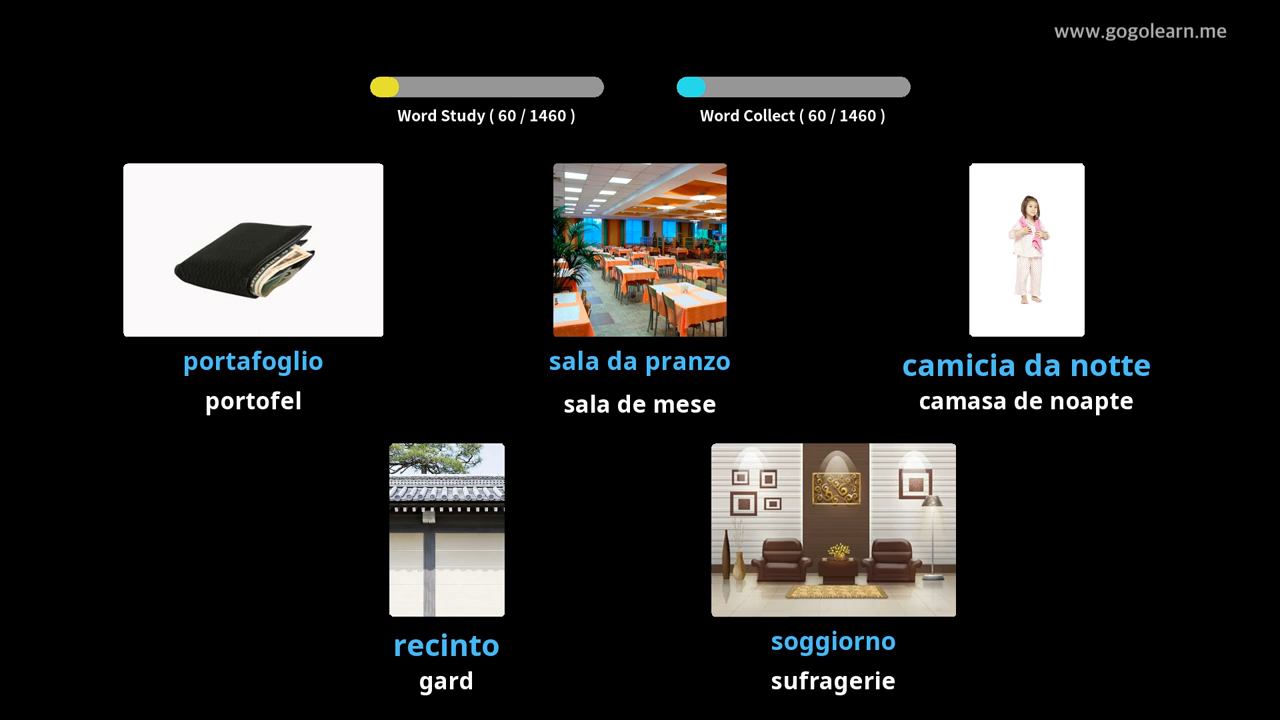 www.gogolearn.me
Word Study ( 60 / 1460 )
Word Collect ( 60 / 1460 )
portafoglio
portofel
sala da pranzo
sala de mese
camicia da notte
camasa de noapte
recinto
gard
soggiorno
sufragerie